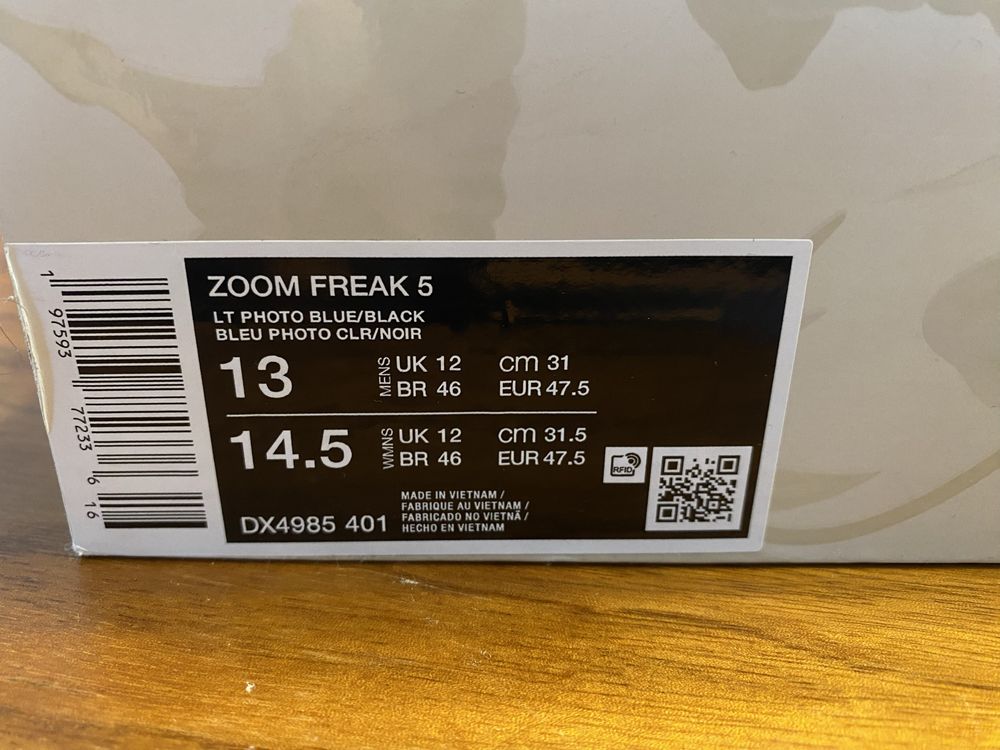 ZOOM FREAK 5
LT PHOTO BLUE/BLACK
BLEU PHOTO CLR/NOIR
13 MENS UK 12 cm 31
BR 46 EUR 47.5
14.5 WMNS UK 12 cm 31.5
BR 46 EUR 47.5
RFID
DX4985 401
MADE IN VIETNAM /
FABRIQUE AU VIETNAM /
FABRICADO NO VIETNÃ /
HECHO EN VIETNAM
1 97593 77233 6 16